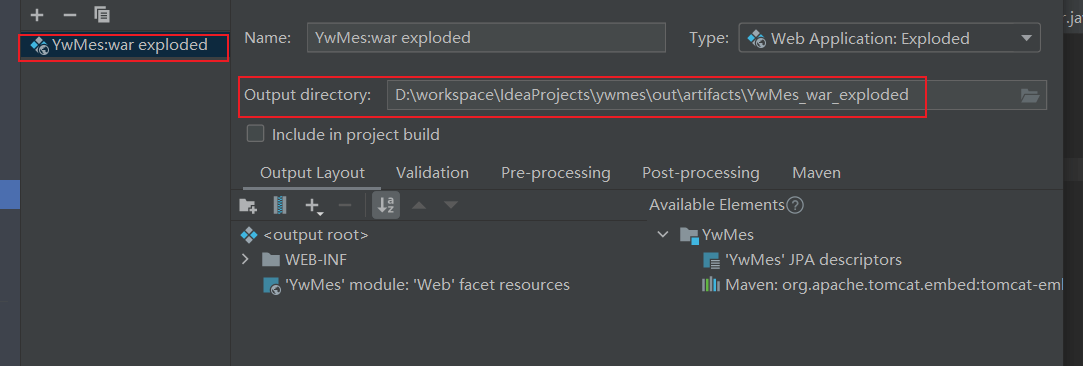 r.ja
YwMes:war exploded
Name: YwMes:war exploded Type: Web Application: Exploded
Output directory: D:\workspace\IdeaProjects\ywmes\out\artifacts\YwMes_war_exploded
Include in project build
Output Layout Validation Pre-processing Post-processing Maven
Available Elements
<output root> YwMes
WEB-INF 'YwMes' JPA descriptors
'YwMes' module: 'Web' facet resources Maven: org.apache.tomcat.embed:tomcat-em